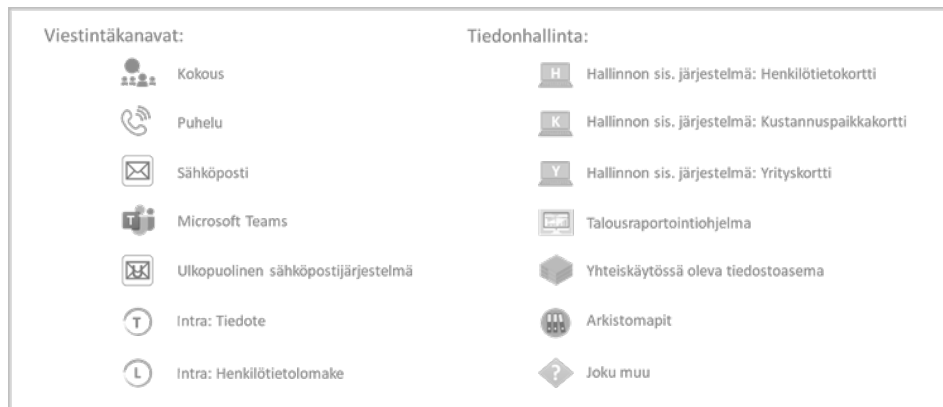 Viestintäkanavat:
Kokous
Puhelu
Sähköposti
T
Microsoft Teams
U
Ulkopuolinen sähköpostijärjestelmä
T
Intra: Tiedote
L
Intra: Henkilötietolomake
Tiedonhallinta:
H
Hallinnon sis. järjestelmä: Henkilötietokortti
K
Hallinnon sis. järjestelmä: Kustannuspaikkakortti
Y
Hallinnon sis. järjestelmä: Yrityskortti
Talousraportointiohjelma
Yhteiskäytössä oleva tiedostoasema
Arkistomapit
?
Joku muu